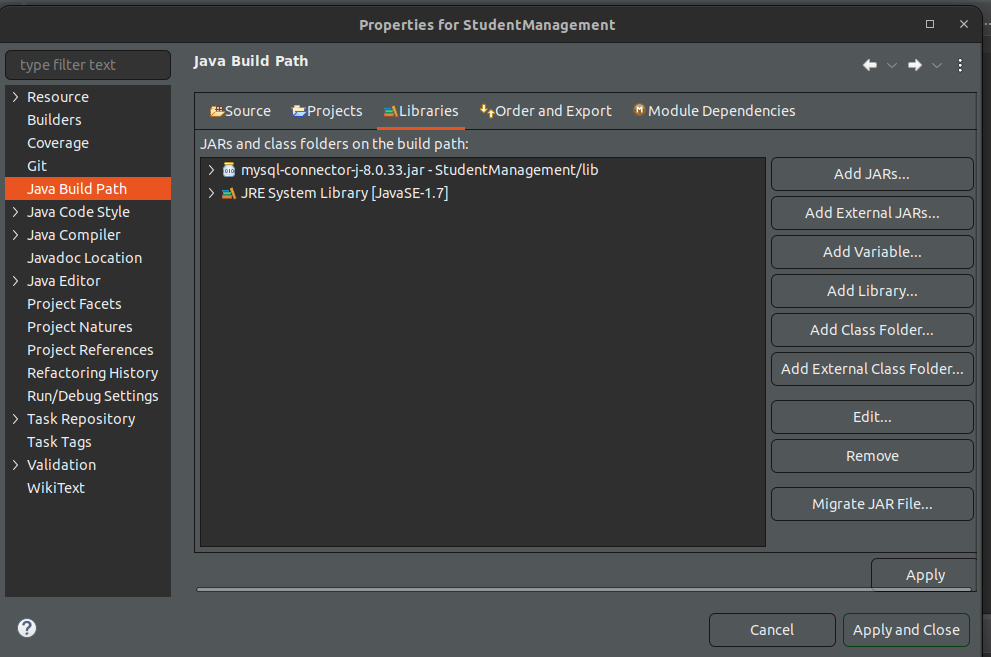 Properties for StudentManagement
type filter text
Resource
Builders
Coverage
Git
Java Build Path
Java Code Style
Java Compiler
Javadoc Location
Java Editor
Project Facets
Project Natures
Project References
Refactoring History
Run/Debug Settings
Task Repository
Task Tags
Validation
WikiText
Java Build Path
Source Projects Libraries Order and Export Module Dependencies
JARs and class folders on the build path:
mysql-connector-j-8.0.33.jar - StudentManagement/lib
JRE System Library [JavaSE-1.7]
Add JARs...
Add External JARs...
Add Variable...
Add Library...
Add Class Folder...
Add External Class Folder...
Edit...
Remove
Migrate JAR File...
Apply
Cancel
Apply and Close